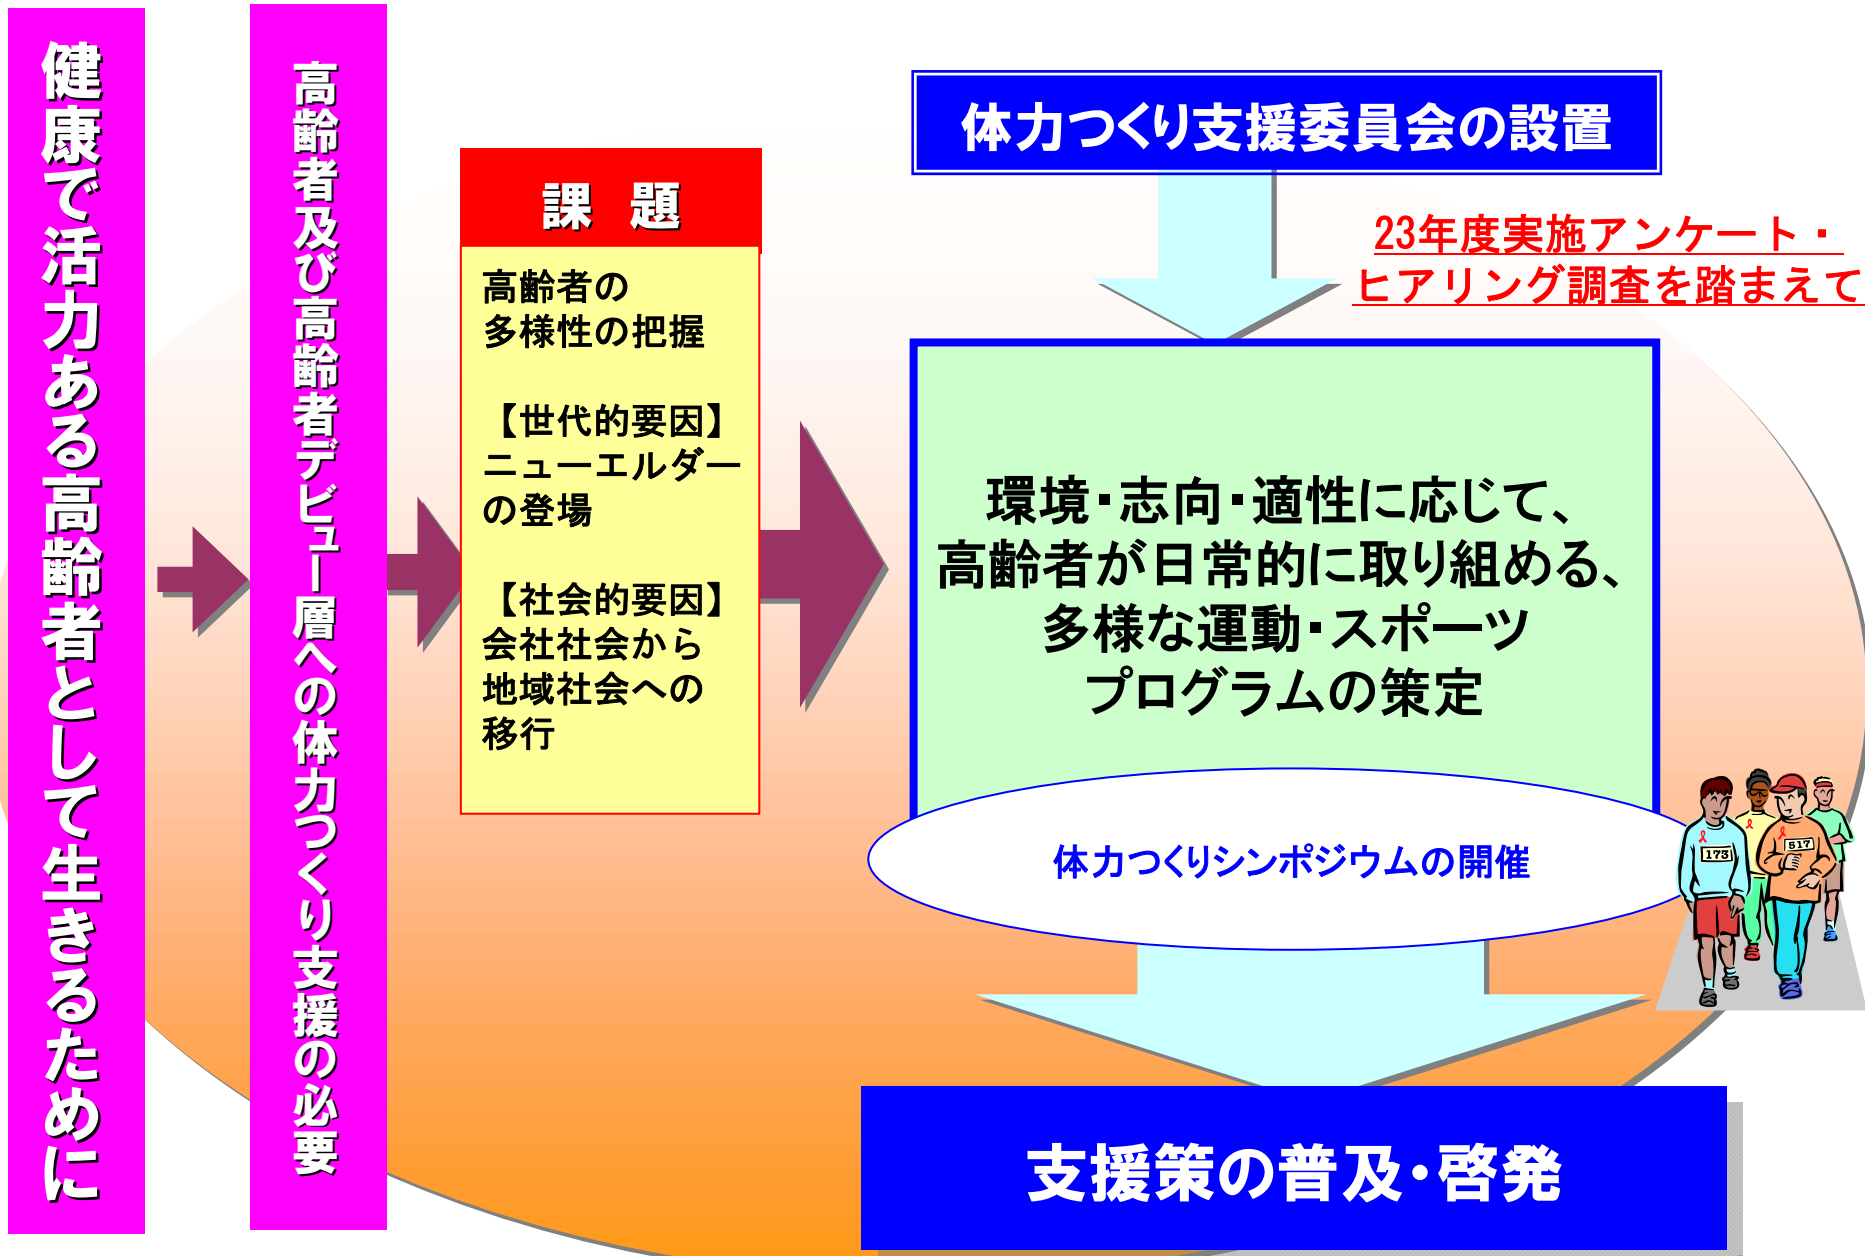 健康で活力ある高齢者として生きるために
高齢者及び高齢者デビュー層への体力つくり支援の必要
課 題
高齢者の
多様性の把握
【世代的要因】
ニューエルダー
の登場
【社会的要因】
会社社会から
地域社会への
移行
体力つくり支援委員会の設置
23年度実施アンケート・
ヒアリング調査を踏まえて
環境・志向・適性に応じて、
高齢者が日常的に取り組める、
多様な運動・スポーツ
プログラムの策定
体力つくりシンポジウムの開催
173
517
支援策の普及・啓発